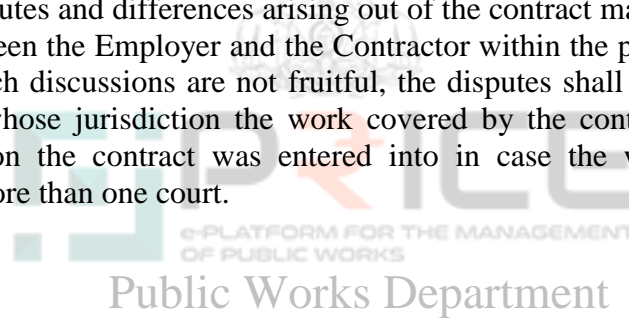 utes and differences arising out of the contract ma
een the Employer and the Contractor within the p
ch discussions are not fruitful, the disputes shall
whose jurisdiction the work covered by the cont
on the contract was entered into in case the w
ore than one court.
PRICE
e-PLATFORM FOR THE MANAGEMENT
OF PUBLIC WORKS
Public Works Department